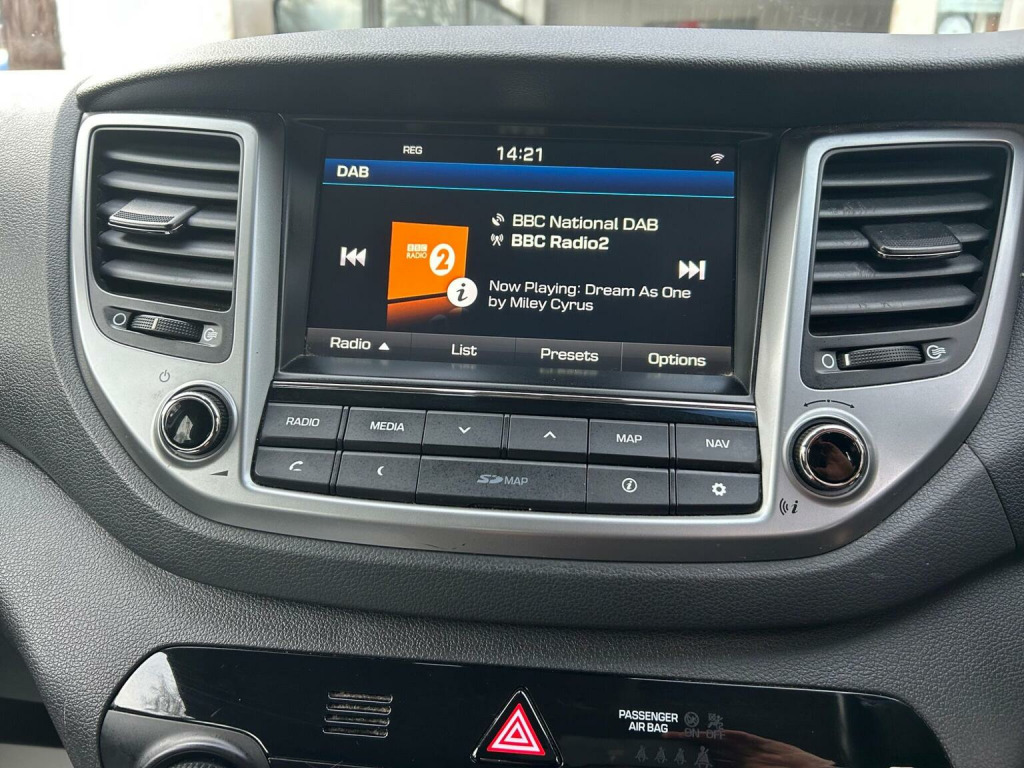 REG 14:21
DAB
BBC National DAB
BBC Radio2
BBC
RADIO 2
i
Now Playing: Dream As One
by Miley Cyrus
Radio List Presets Options
RADIO MEDIA MAP NAV
SD MAP i
i
PASSENGER
AIR BAG ON OFF